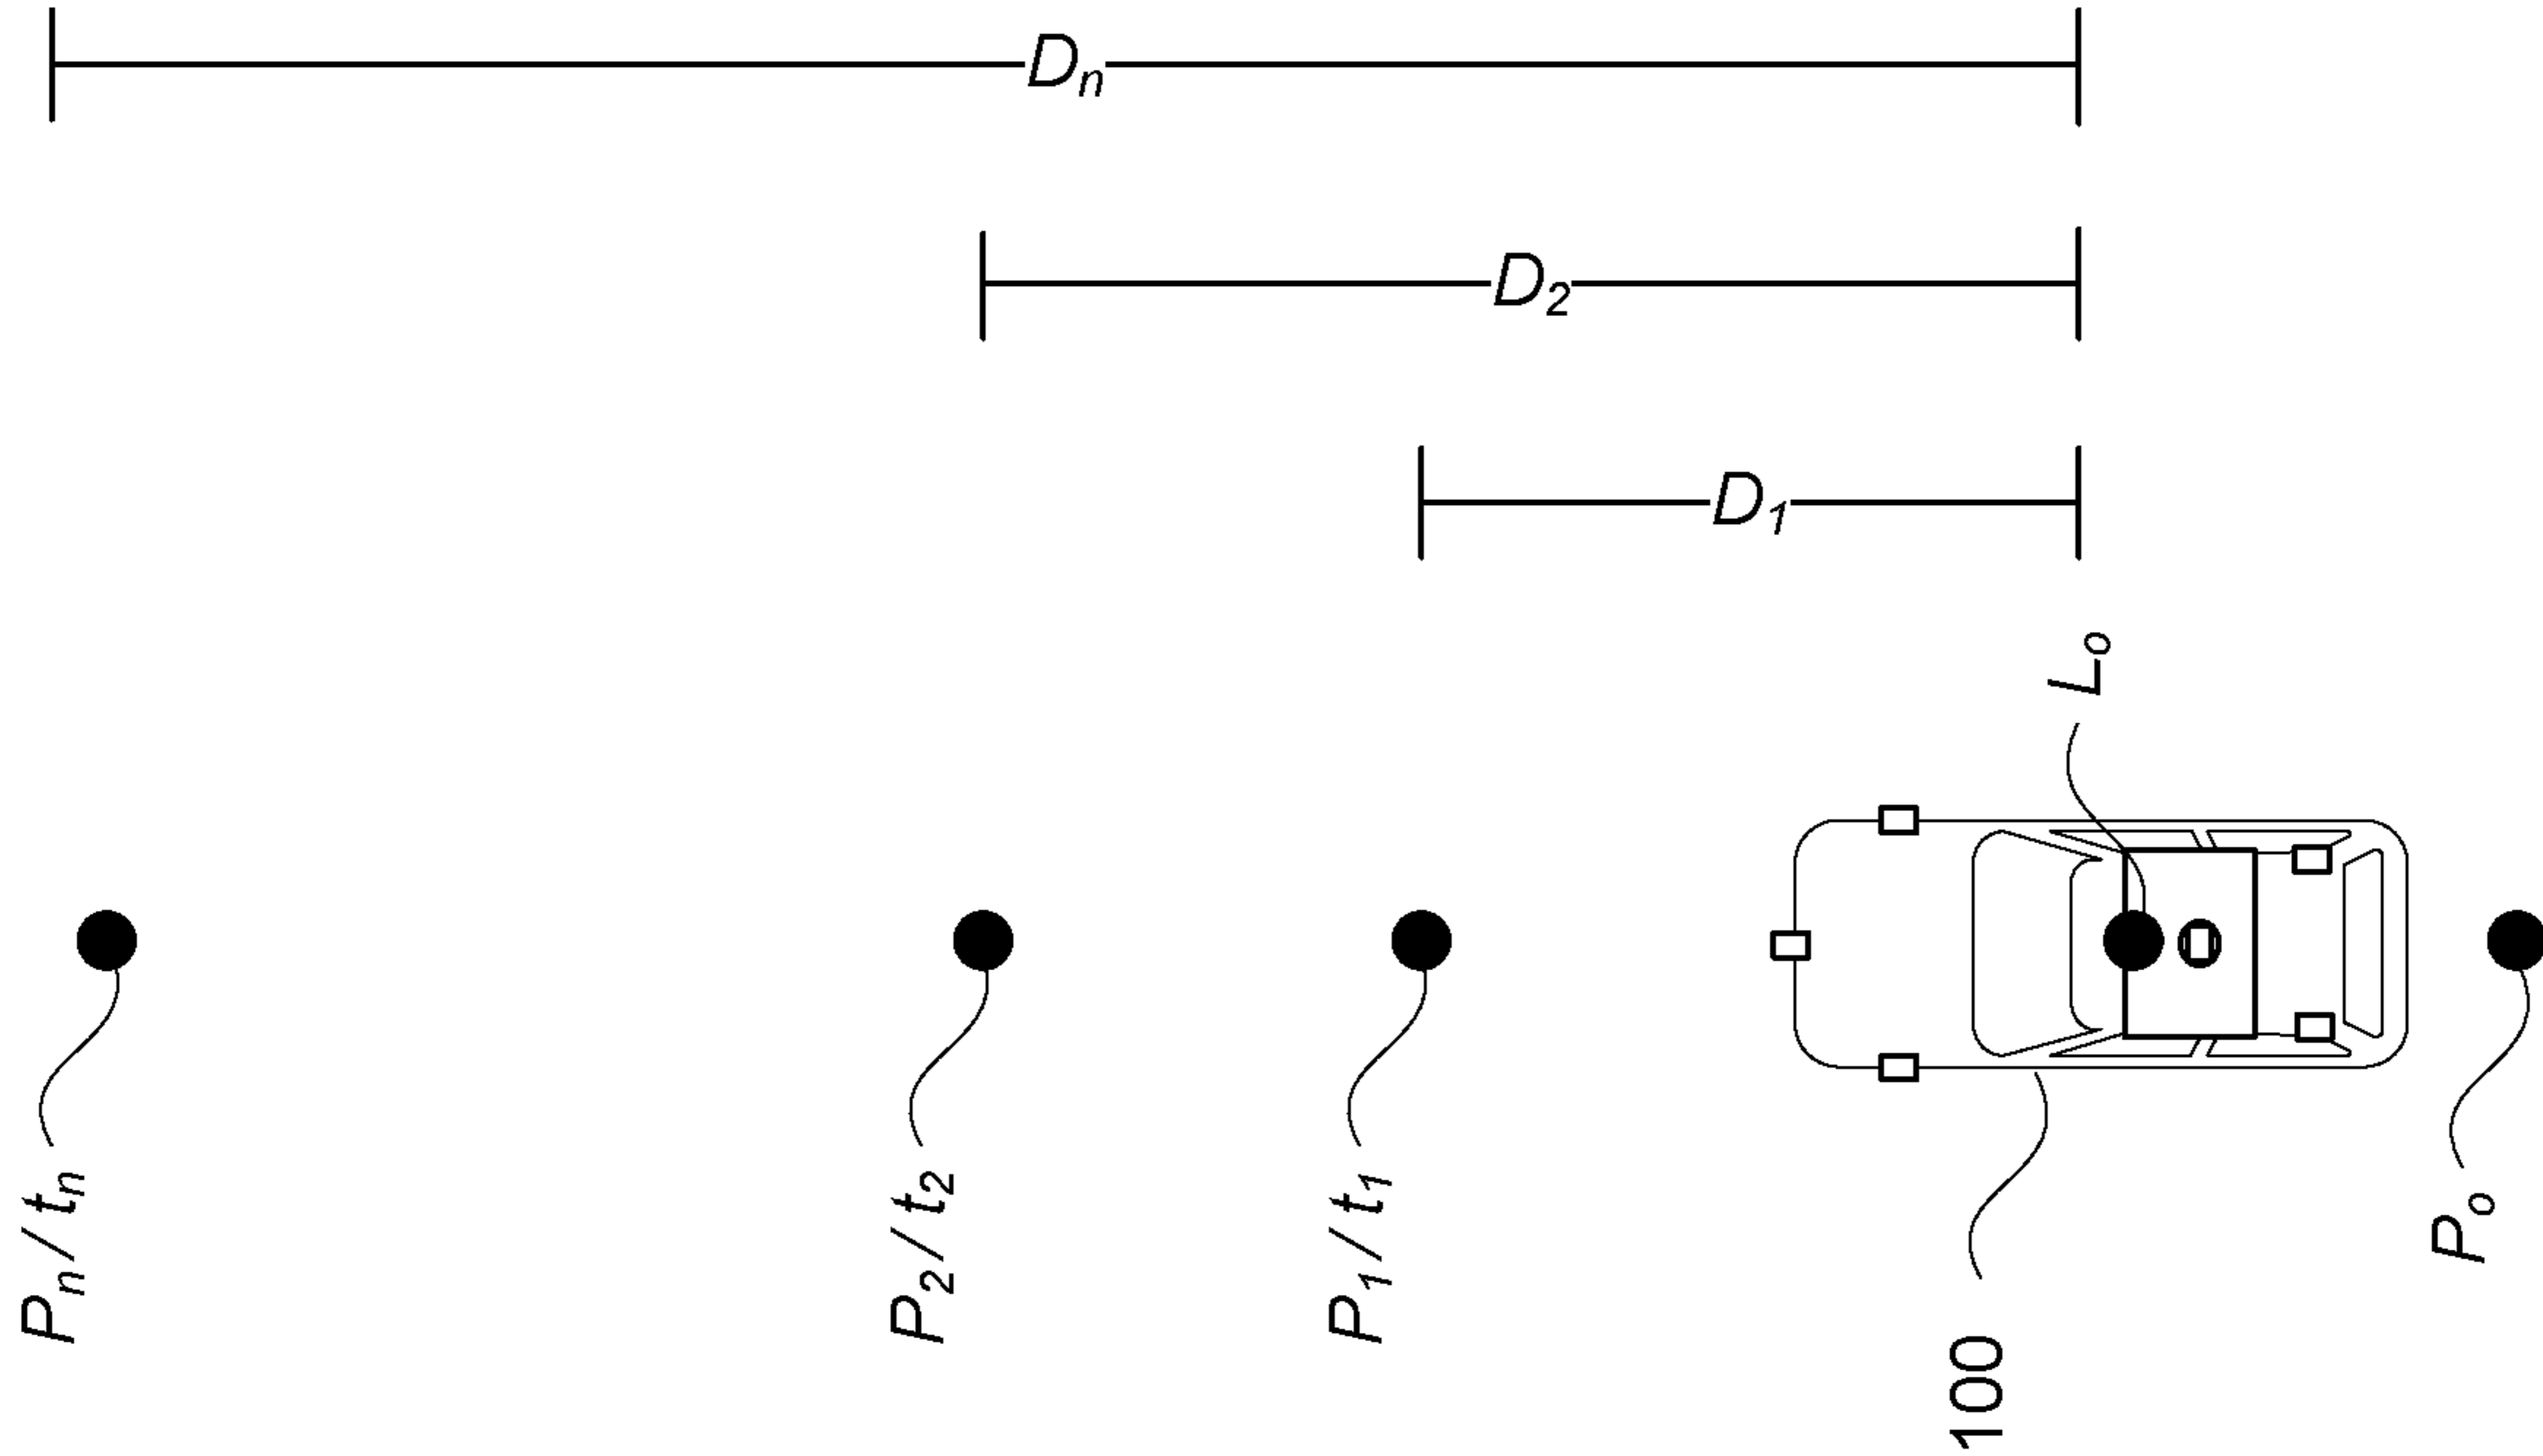 Dₙ
D₂
D₁
Lₒ
Pₙ / tₙ
P₂ / t₂
P₁ / t₁
Pₒ
100